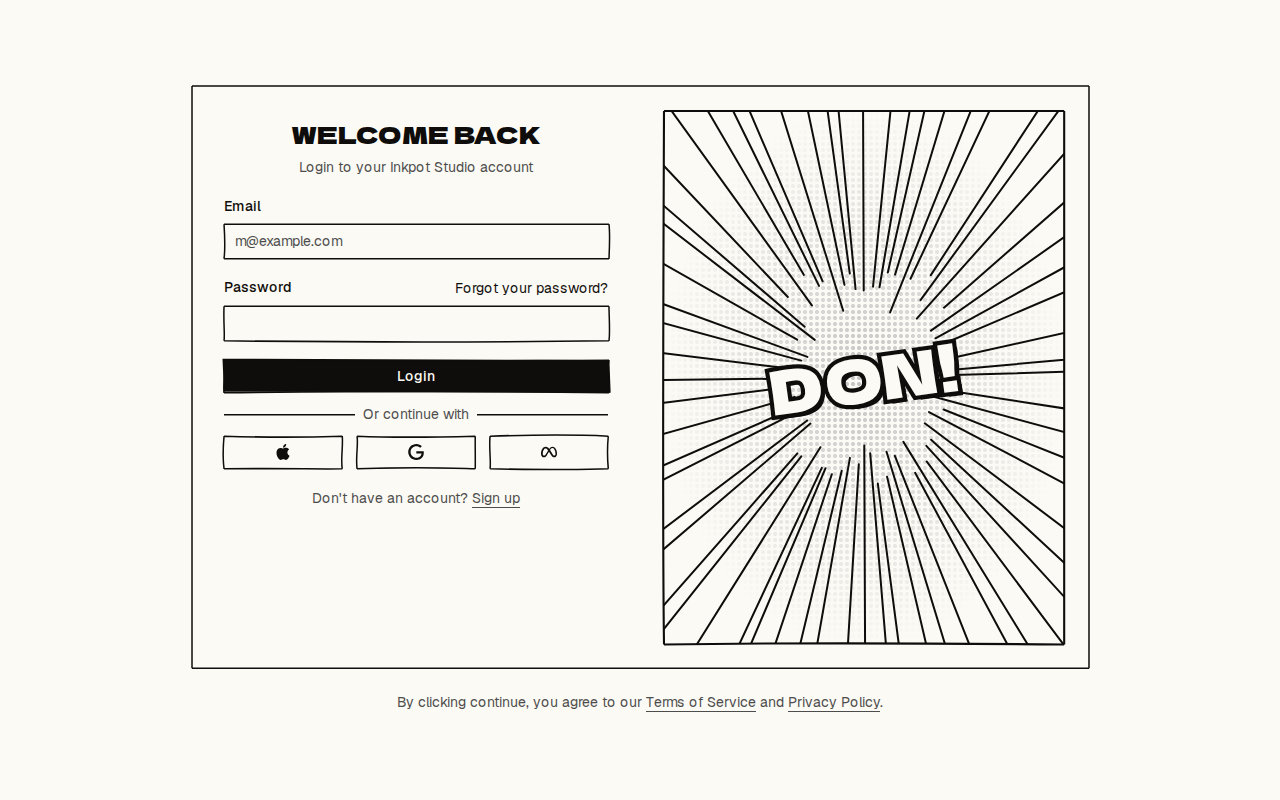 WELCOME BACK
Login to your Inkpot Studio account
Email
m@example.com
Password
Forgot your password?
Login
Or continue with
Don't have an account? Sign up
DON!
By clicking continue, you agree to our Terms of Service and Privacy Policy.